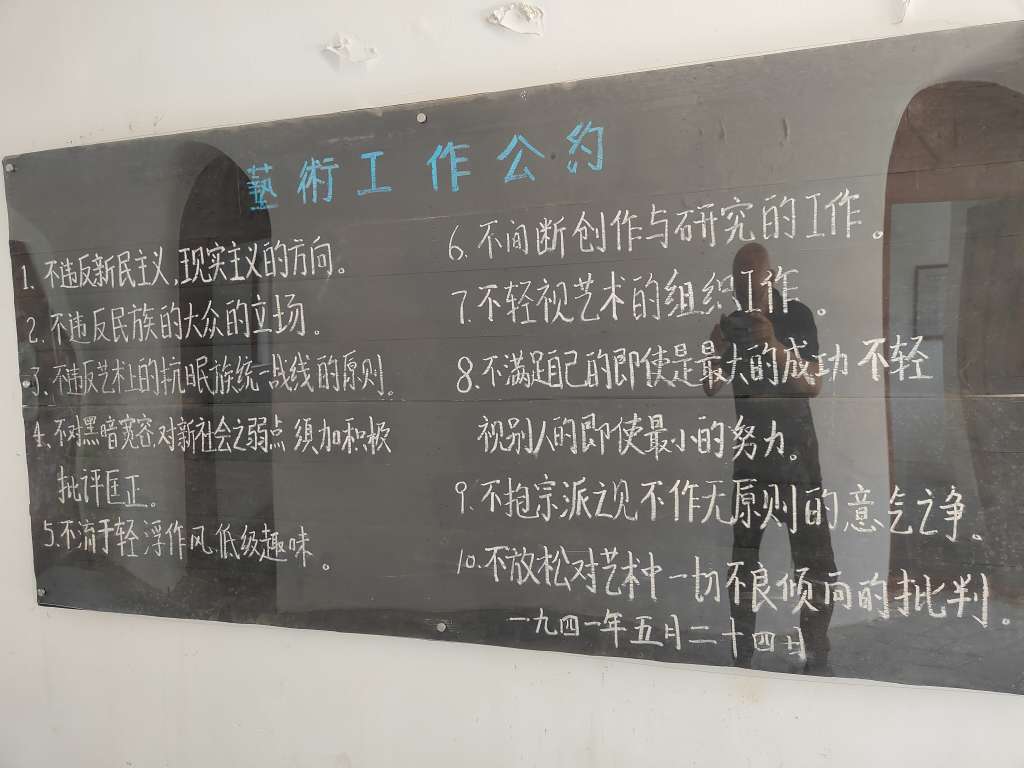 藝術工作公约
1. 不违反新民主义,现实主义的方向。
2. 不违反民族的大众的立场。
3. 不违反艺术上的抗日民族统一战线的原则。
4. 不对黑暗宽容,对新社会之弱点须加积极
批评匡正。
5. 不流于轻浮作风,低级趣味。
6. 不间断创作与研究的工作。
7. 不轻视艺术的组织工作。
8. 不满足自己的即使是最大的成功 不轻
视别人的即使最小的努力。
9. 不抱宗派之见 不作无原则的意气之争。
10. 不放松对艺术中一切不良倾向的批判。
一九四一年五月二十四日